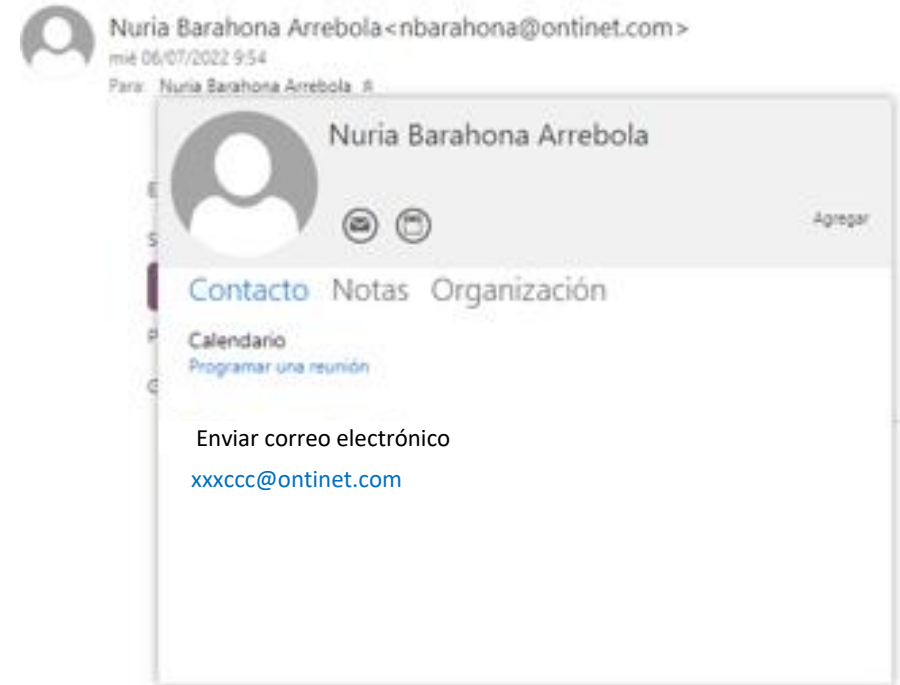 Nuria Barahona Arrebola<nbarahona@ontinet.com>
mié 06/07/2022 9:54
Para: Nuria Barahona Arrebola
Nuria Barahona Arrebola
E
Agregar
S
Contacto Notas Organización
P
Calendario
Programar una reunión
G
Enviar correo electrónico
xxxccc@ontinet.com